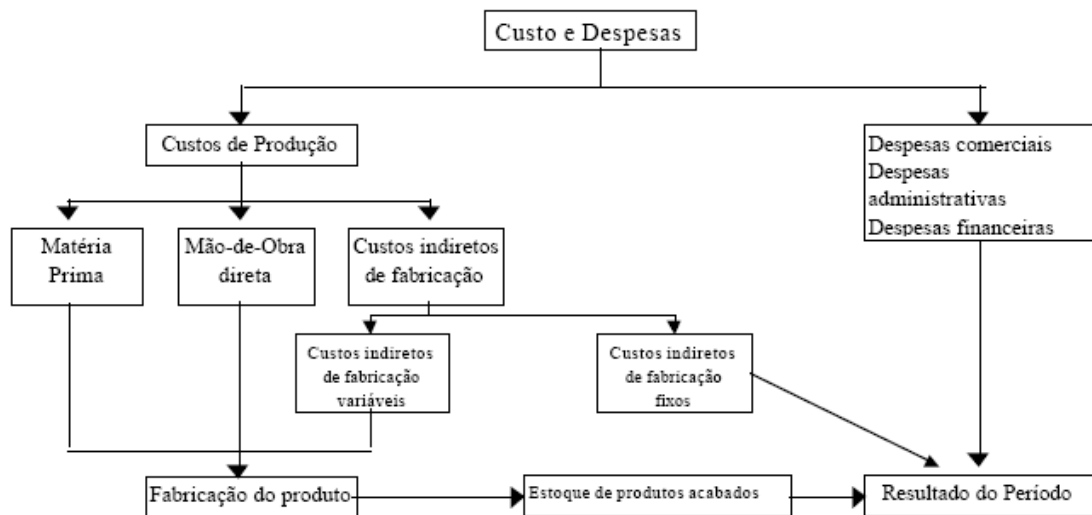 Custo e Despesas
Custos de Produção
Despesas comerciais
Despesas
administrativas
Despesas financeiras
Matéria
Prima
Mão-de-Obra
direta
Custos indiretos
de fabricação
Custos indiretos
de fabricação
variáveis
Custos indiretos
de fabricação
fixos
Fabricação do produto
Estoque de produtos acabados
Resultado do Período